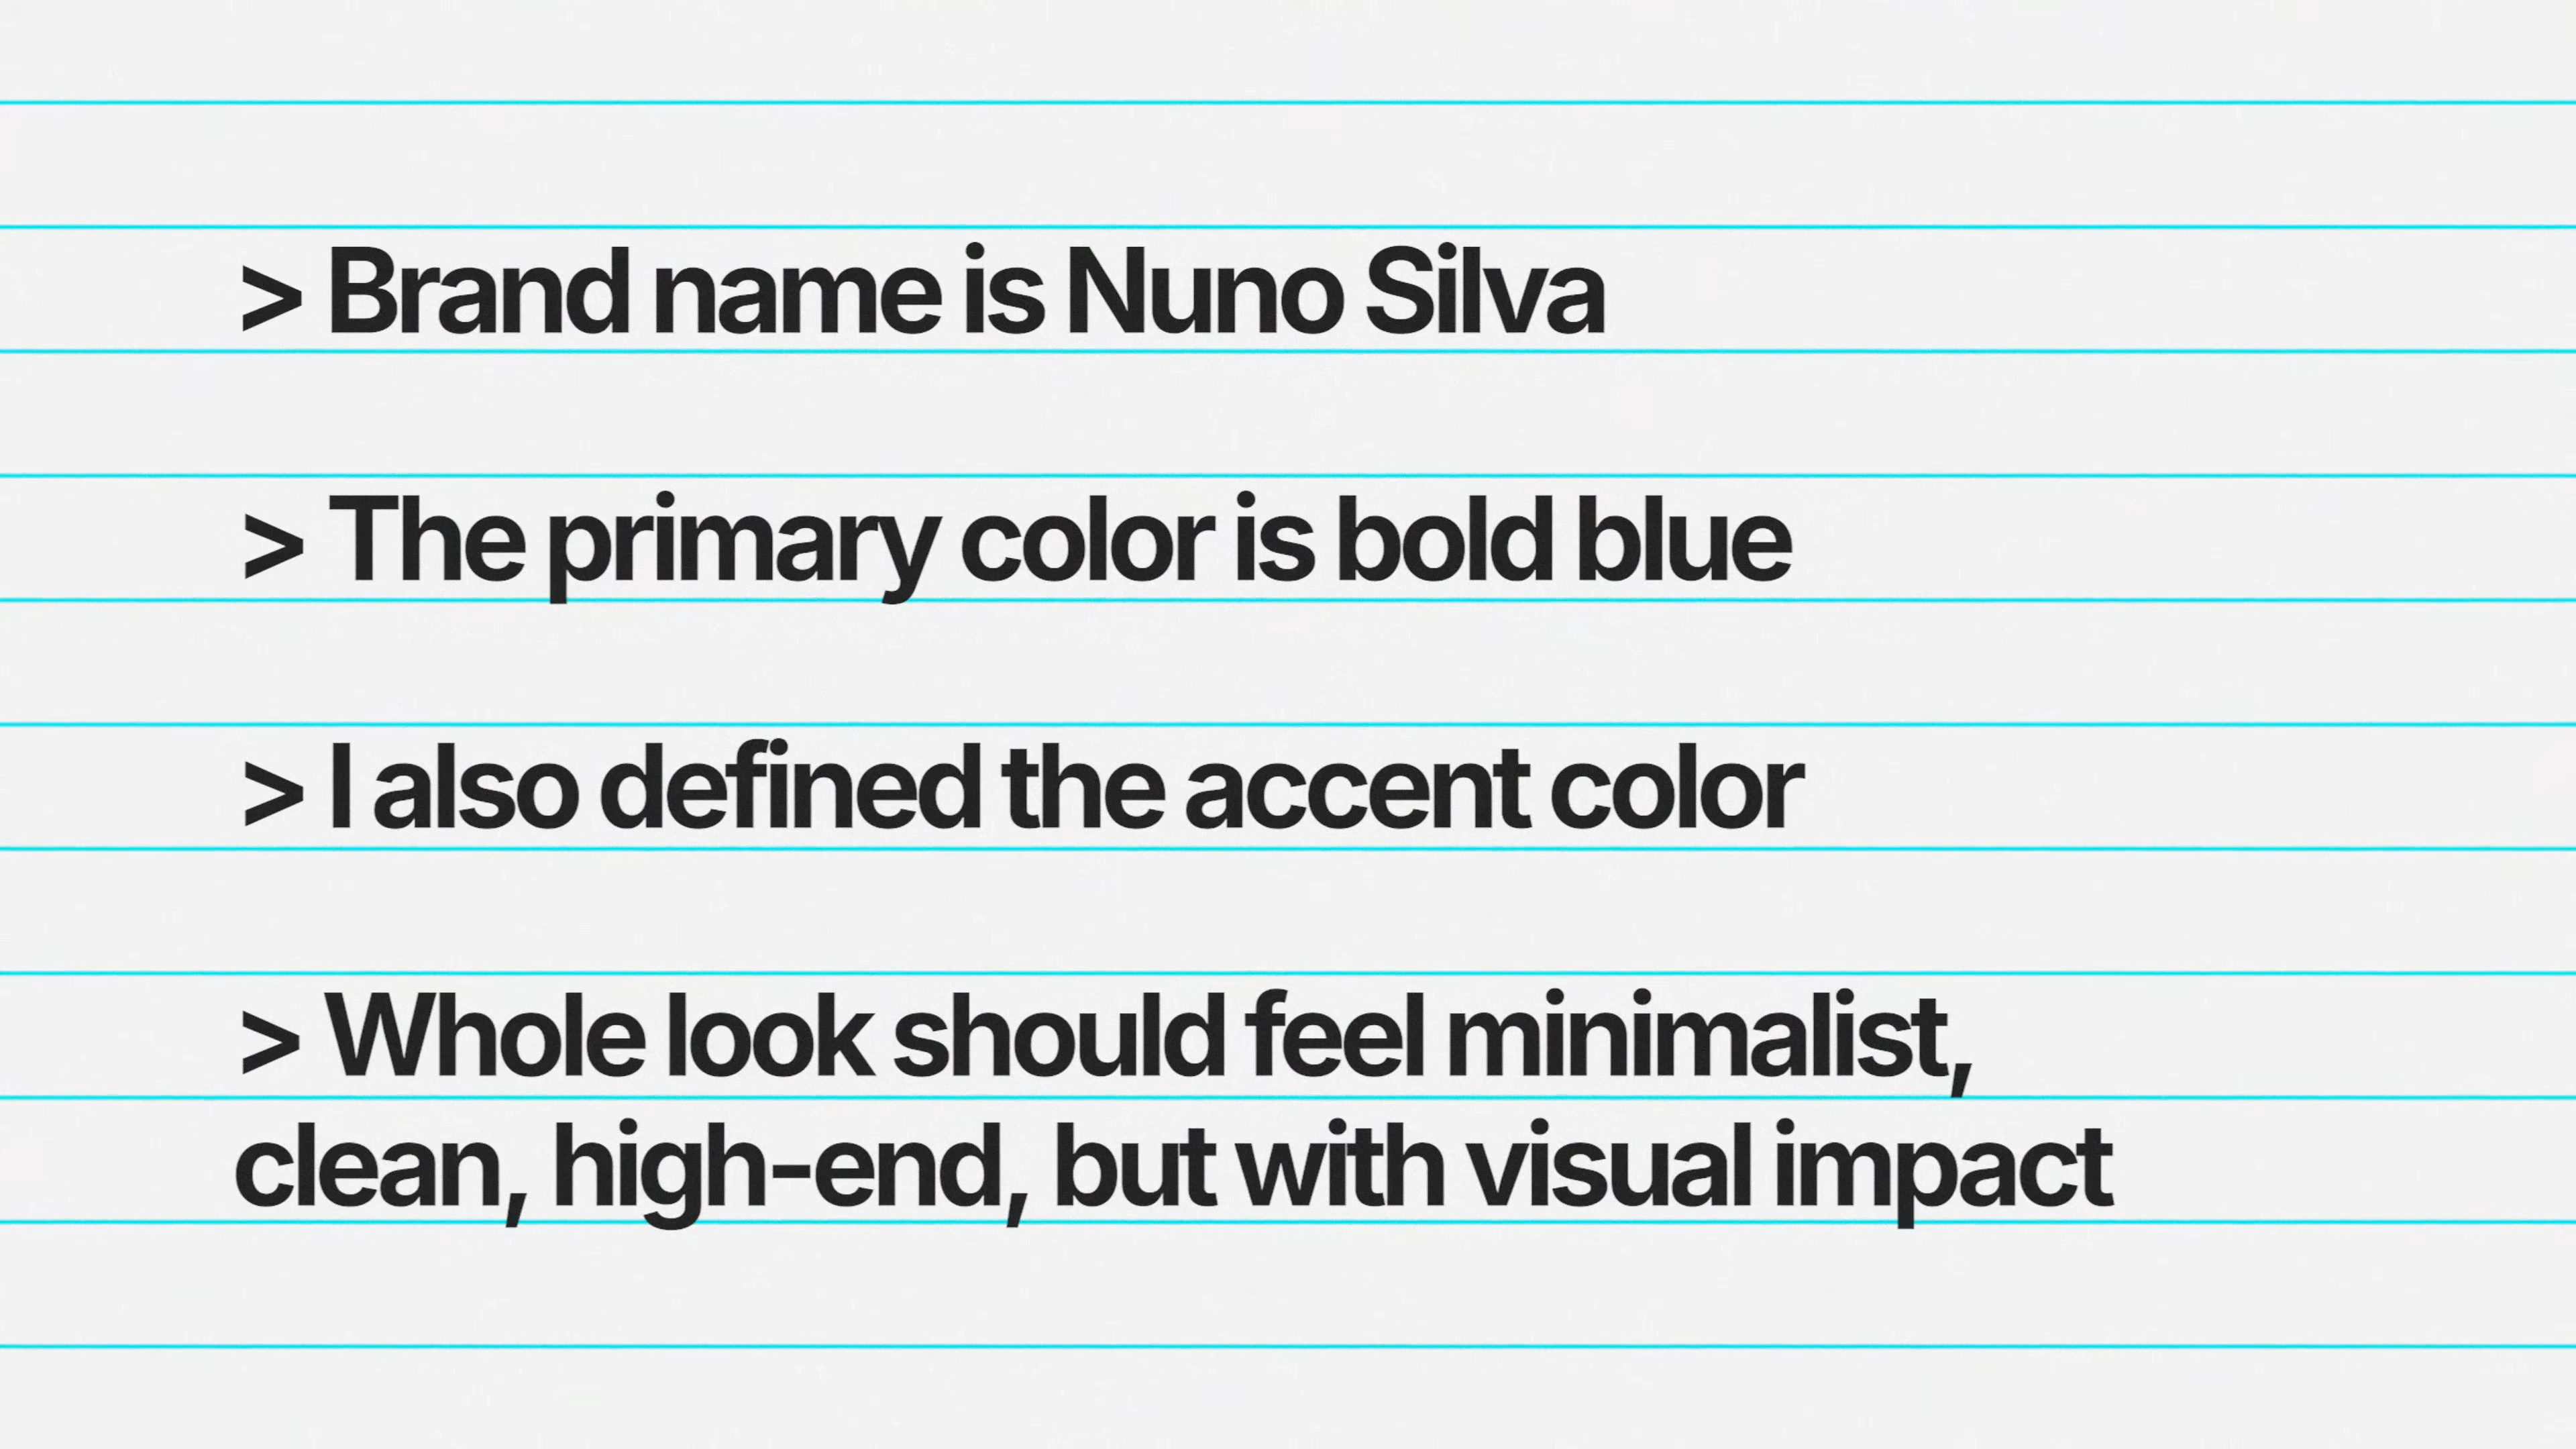 > Brand name is Nuno Silva
> The primary color is bold blue
> I also defined the accent color
> Whole look should feel minimalist,
clean, high-end, but with visual impact